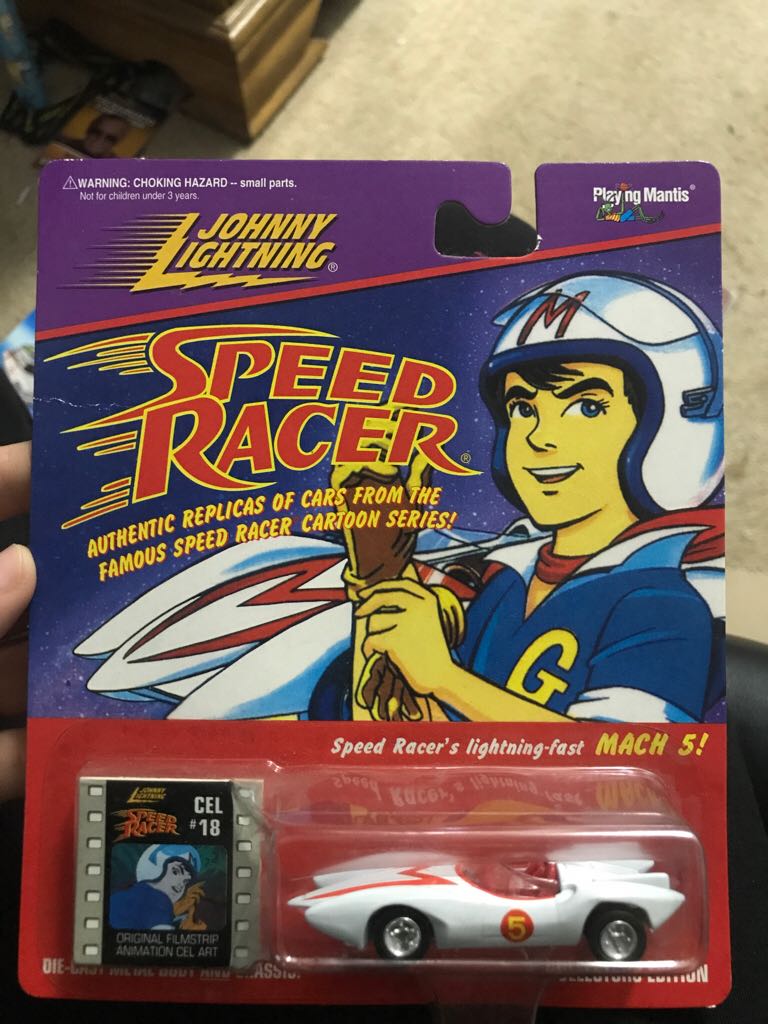 WARNING: CHOKING HAZARD -- small parts.
Not for children under 3 years.
Playing Mantis®
JOHNNY
LIGHTNING®
M
SPEED
RACER®
AUTHENTIC REPLICAS OF CARS FROM THE
FAMOUS SPEED RACER CARTOON SERIES!
G
Speed Racer's lightning-fast MACH 5!
JOHNNY
LIGHTNING
SPEED
RACER
CEL
#18
ORIGINAL FILMSTRIP
ANIMATION CEL ART
5
DIE-CAST METAL BODY AND CHASSIS!
COLLECTORS EDITION